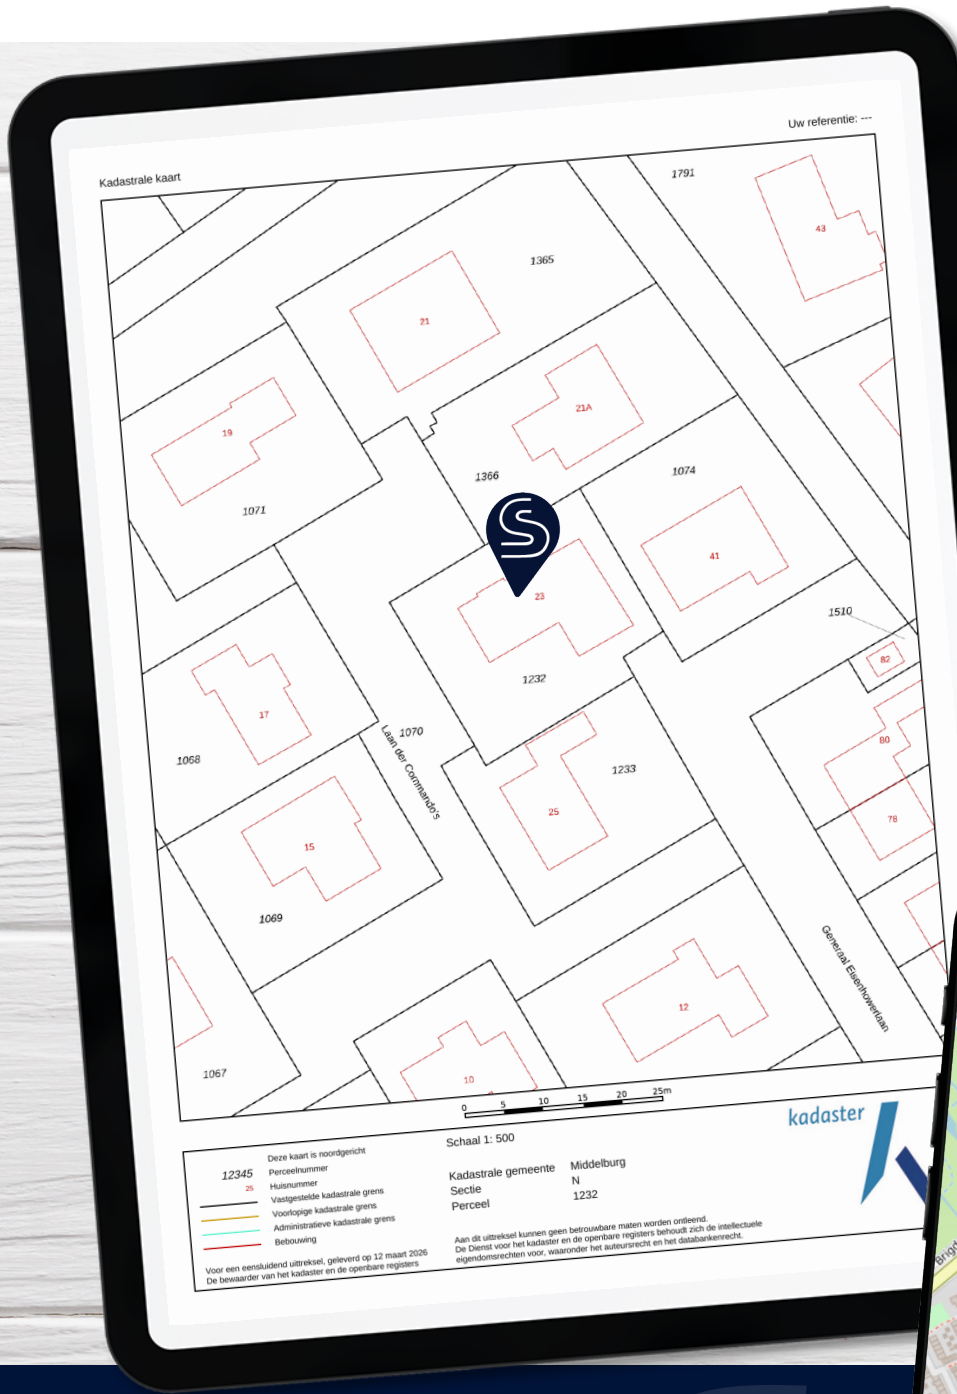 Uw referentie: ---
Kadastrale kaart
1791
43
1365
21
21A
19
1366
1074
1071
41
23
1510
82
1232
17
1070
1068
80
1233
Laan der Commando's
25
78
15
1069
Generaal Eisenhowerlaan
12
1067
10
0 5 10 15 20 25m
Schaal 1: 500
kadaster
Deze kaart is noordgericht
12345 Perceelnummer
25 Huisnummer
Vastgestelde kadastrale grens
Voorlopige kadastrale grens
Administratieve kadastrale grens
Bebouwing
Kadastrale gemeente Middelburg
Sectie N
Perceel 1232
Voor een eensluidend uittreksel, geleverd op 12 maart 2026
De bewaarder van het kadaster en de openbare registers
Aan dit uittreksel kunnen geen betrouwbare maten worden ontleend.
De Dienst voor het kadaster en de openbare registers behoudt zich de intellectuele
eigendomsrechten voor, waaronder het auteursrecht en het databankenrecht.